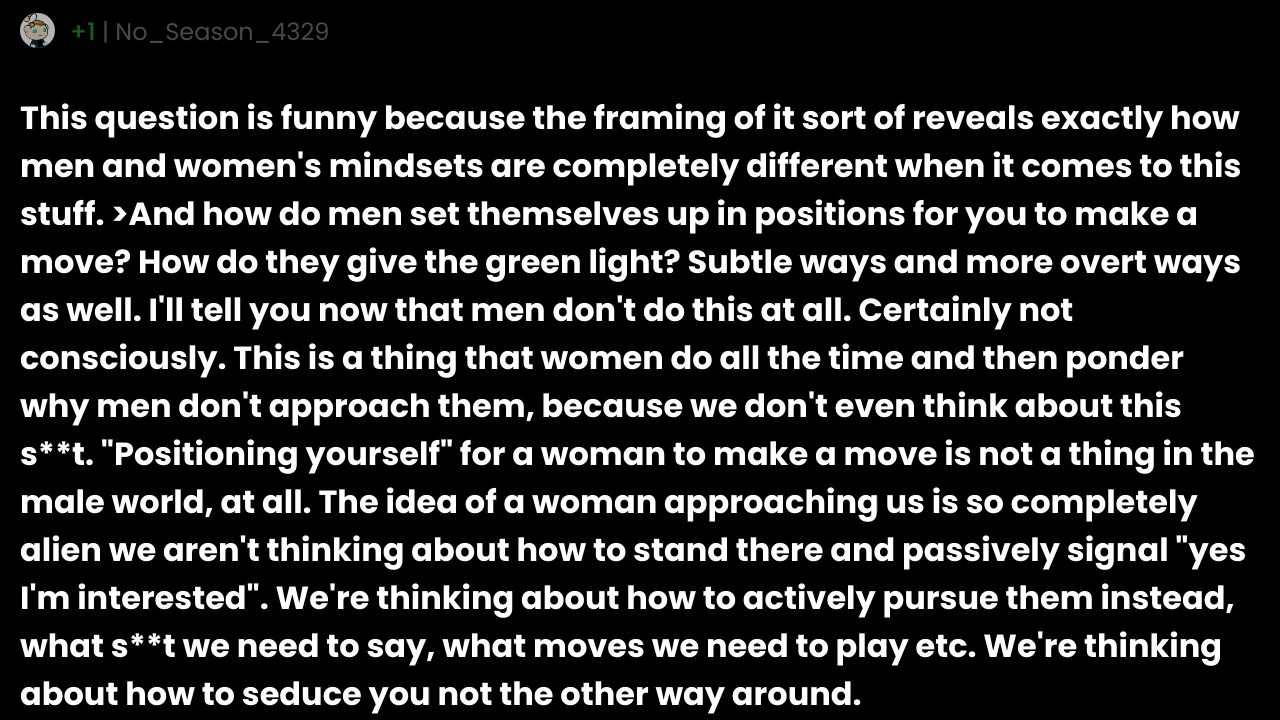 +1 | No_Season_4329
This question is funny because the framing of it sort of reveals exactly how
men and women's mindsets are completely different when it comes to this
stuff. >And how do men set themselves up in positions for you to make a
move? How do they give the green light? Subtle ways and more overt ways
as well. I'll tell you now that men don't do this at all. Certainly not
consciously. This is a thing that women do all the time and then ponder
why men don't approach them, because we don't even think about this
s**t. "Positioning yourself" for a woman to make a move is not a thing in the
male world, at all. The idea of a woman approaching us is so completely
alien we aren't thinking about how to stand there and passively signal "yes
I'm interested". We're thinking about how to actively pursue them instead,
what s**t we need to say, what moves we need to play etc. We're thinking
about how to seduce you not the other way around.